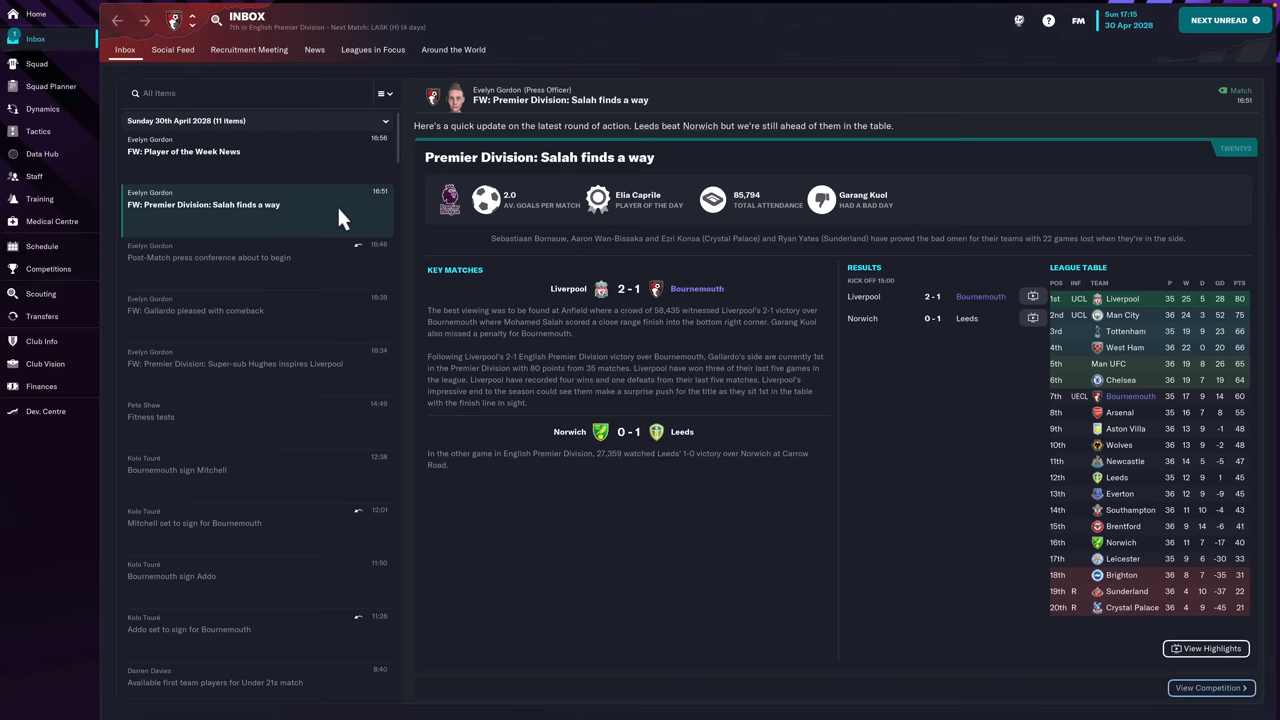 Home
1
Inbox
Squad
Squad Planner
Dynamics
Tactics
Data Hub
Staff
Training
Medical Centre
Schedule
Competitions
Scouting
Transfers
Club Info
Club Vision
Finances
Dev. Centre
INBOX
7th in English Premier Division - Next Match: LASK (H) (4 days)
FM
Sun 17:15
30 Apr 2028
NEXT UNREAD
Inbox Social Feed Recruitment Meeting News Leagues in Focus Around the World
All Items
Sunday 30th April 2028 (11 items)
Evelyn Gordon 16:56
FW: Player of the Week News
Evelyn Gordon 16:51
FW: Premier Division: Salah finds a way
Evelyn Gordon 16:46
Post-Match press conference about to begin
Evelyn Gordon 16:39
FW: Gallardo pleased with comeback
Evelyn Gordon 16:34
FW: Premier Division: Super-sub Hughes inspires Liverpool
Pete Shaw 14:49
Fitness tests
Kolo Touré 12:38
Bournemouth sign Mitchell
Kolo Touré 12:01
Mitchell set to sign for Bournemouth
Kolo Touré 11:50
Bournemouth sign Addo
Kolo Touré 11:28
Addo set to sign for Bournemouth
Darren Davies 8:40
Available first team players for Under 21s match
Evelyn Gordon (Press Officer)
FW: Premier Division: Salah finds a way
Match
16:51
Here's a quick update on the latest round of action. Leeds beat Norwich but we're still ahead of them in the table.
Premier Division: Salah finds a way
TWENTY3
2.0
AV. GOALS PER MATCH
Elia Caprile
PLAYER OF THE DAY
85,794
TOTAL ATTENDANCE
Garang Kuol
HAD A BAD DAY
Sebastiaan Bornauw, Aaron Wan-Bissaka and Ezri Konsa (Crystal Palace) and Ryan Yates (Sunderland) have proved the bad omen for their teams with 22 games lost when they're in the side.
KEY MATCHES
Liverpool 2 - 1 Bournemouth
The best viewing was to be found at Anfield where a crowd of 58,435 witnessed Liverpool's 2-1 victory over
Bournemouth where Mohamed Salah scored a close range finish into the bottom right corner. Garang Kuol
also missed a penalty for Bournemouth.
Following Liverpool's 2-1 English Premier Division victory over Bournemouth, Gallardo's side are currently 1st
in the Premier Division with 80 points from 35 matches. Liverpool have won three of their last five games in
the league. Liverpool have recorded four wins and one defeats from their last five matches. Liverpool's
impressive end to the season could see them make a surprise push for the title as they sit 1st in the table
with the finish line in sight.
Norwich 0 - 1 Leeds
In the other game in English Premier Division, 27,359 watched Leeds' 1-0 victory over Norwich at Carrow
Road.
RESULTS
KICK OFF 15:00
Liverpool 2 - 1 Bournemouth
Norwich 0 - 1 Leeds
LEAGUE TABLE
POS INF TEAM P W D GD PTS
1st UCL Liverpool 35 25 5 28 80
2nd UCL Man City 36 24 3 52 75
3rd Tottenham 35 19 9 23 66
4th West Ham 36 22 0 20 66
5th Man UFC 36 19 8 26 65
6th Chelsea 36 19 7 19 64
7th UECL Bournemouth 35 17 9 14 60
8th Arsenal 35 16 7 8 55
9th Aston Villa 36 13 9 -1 48
10th Wolves 36 13 9 -2 48
11th Newcastle 36 14 5 -5 47
12th Leeds 35 12 9 1 45
13th Everton 36 12 9 -9 45
14th Southampton 36 11 10 -4 43
15th Brentford 36 9 14 -6 41
16th Norwich 36 11 7 -17 40
17th Leicester 35 9 6 -30 33
18th Brighton 36 8 7 -35 31
19th R Sunderland 36 4 10 -37 22
20th R Crystal Palace 36 4 9 -45 21
View Highlights
View Competition